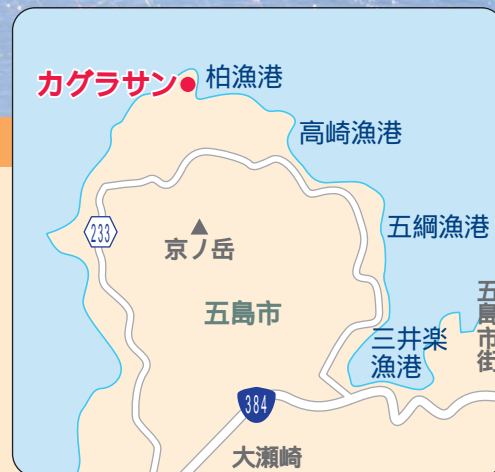 カグラサン
柏漁港
高崎漁港
233
京ノ岳
五綱漁港
五島市
三井楽
漁港
五島市街
384
大瀬崎